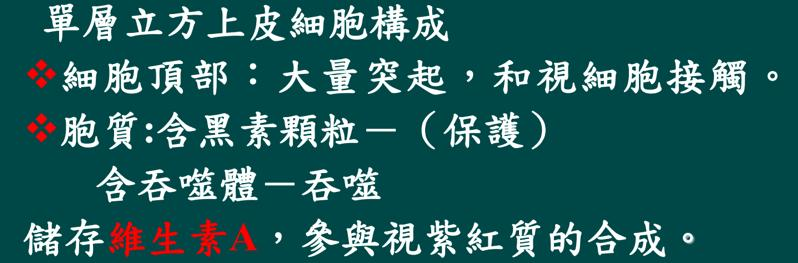 單層立方上皮細胞構成
❖細胞頂部：大量突起，和視細胞接觸。
❖胞質:含黑素顆粒－（保護）
含吞噬體－吞噬
儲存維生素A，參與視紫紅質的合成。